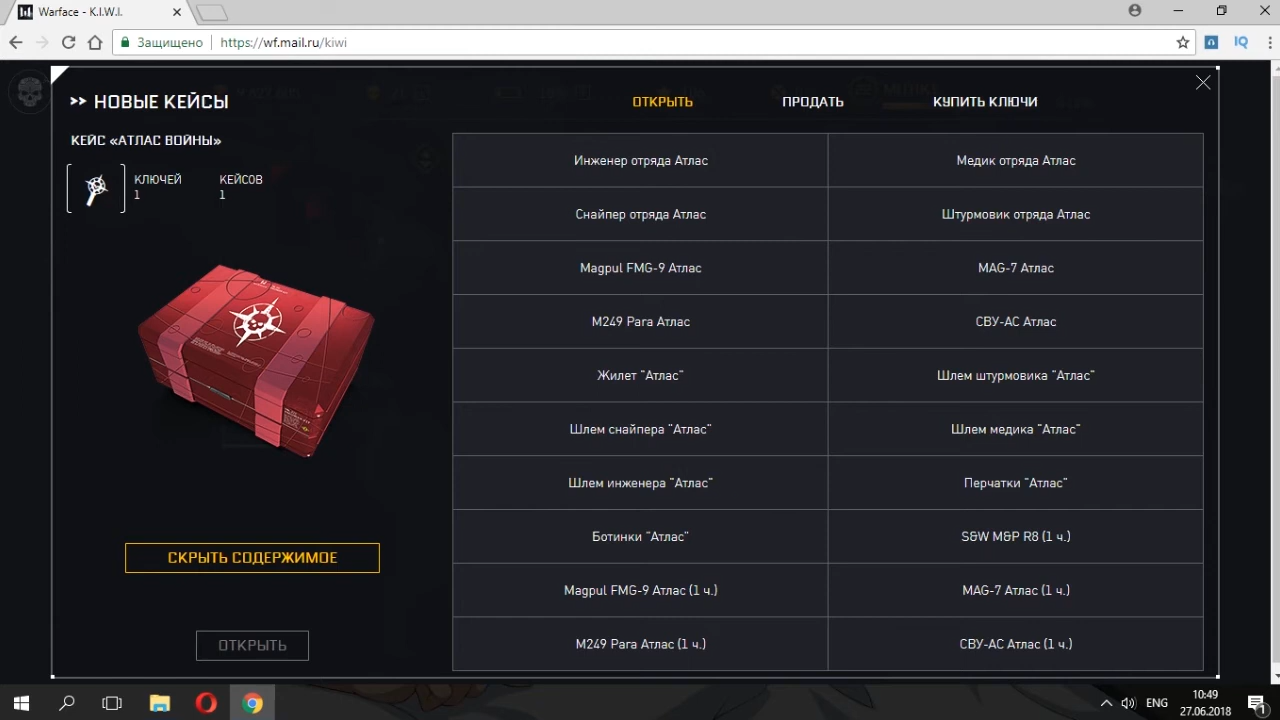 Warface - K.I.W.I.
Защищено https://wf.mail.ru/kiwi
>> НОВЫЕ КЕЙСЫ
ОТКРЫТЬ ПРОДАТЬ КУПИТЬ КЛЮЧИ
КЕЙС «АТЛАС ВОЙНЫ»
КЛЮЧЕЙ КЕЙСОВ
1 1
Инженер отряда Атлас Медик отряда Атлас
Снайпер отряда Атлас Штурмовик отряда Атлас
Magpul FMG-9 Атлас MAG-7 Атлас
M249 Para Атлас СВУ-АС Атлас
Жилет "Атлас" Шлем штурмовика "Атлас"
Шлем снайпера "Атлас" Шлем медика "Атлас"
Шлем инженера "Атлас" Перчатки "Атлас"
Ботинки "Атлас" S&W M&P R8 (1 ч.)
Magpul FMG-9 Атлас (1 ч.) MAG-7 Атлас (1 ч.)
M249 Para Атлас (1 ч.) СВУ-АС Атлас (1 ч.)
СКРЫТЬ СОДЕРЖИМОЕ
ОТКРЫТЬ
ENG
10:49
27.06.2018
1